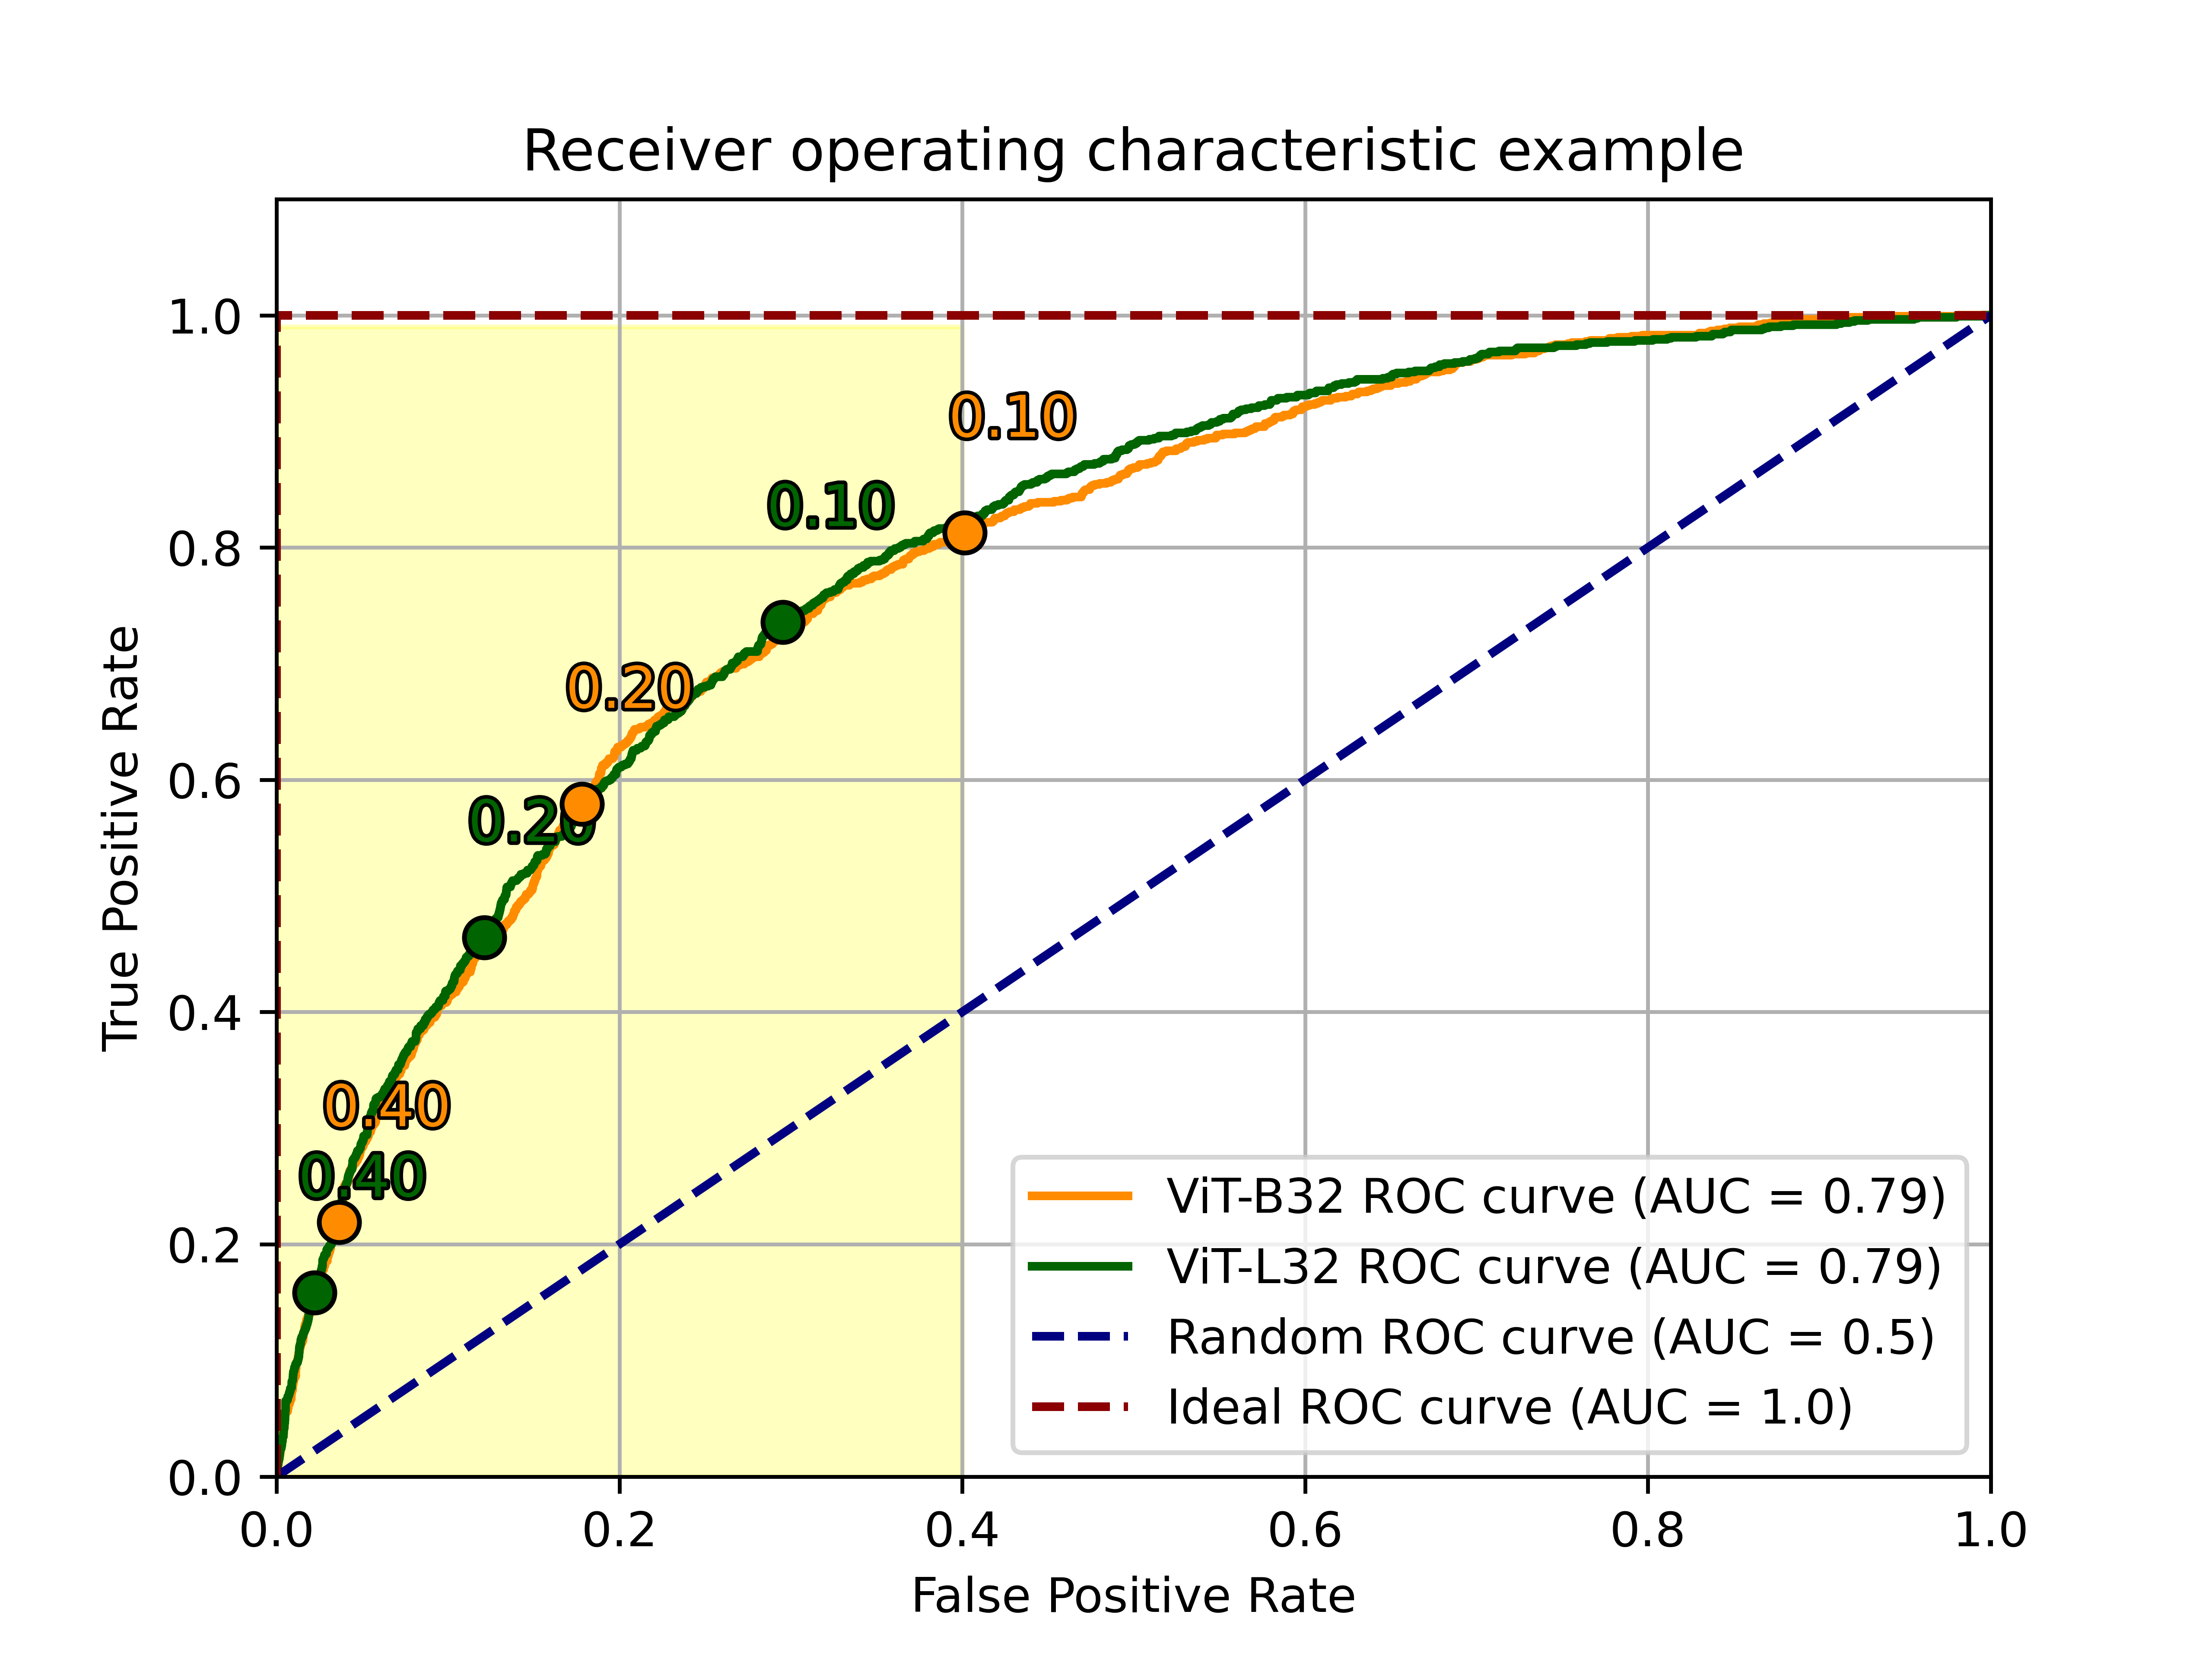 Receiver operating characteristic example
True Positive Rate
1.0
0.8
0.6
0.4
0.2
0.0
0.10
0.10
0.20
0.20
0.40
0.40
ViT-B32 ROC curve (AUC = 0.79)
ViT-L32 ROC curve (AUC = 0.79)
Random ROC curve (AUC = 0.5)
Ideal ROC curve (AUC = 1.0)
0.0 0.2 0.4 0.6 0.8 1.0
False Positive Rate